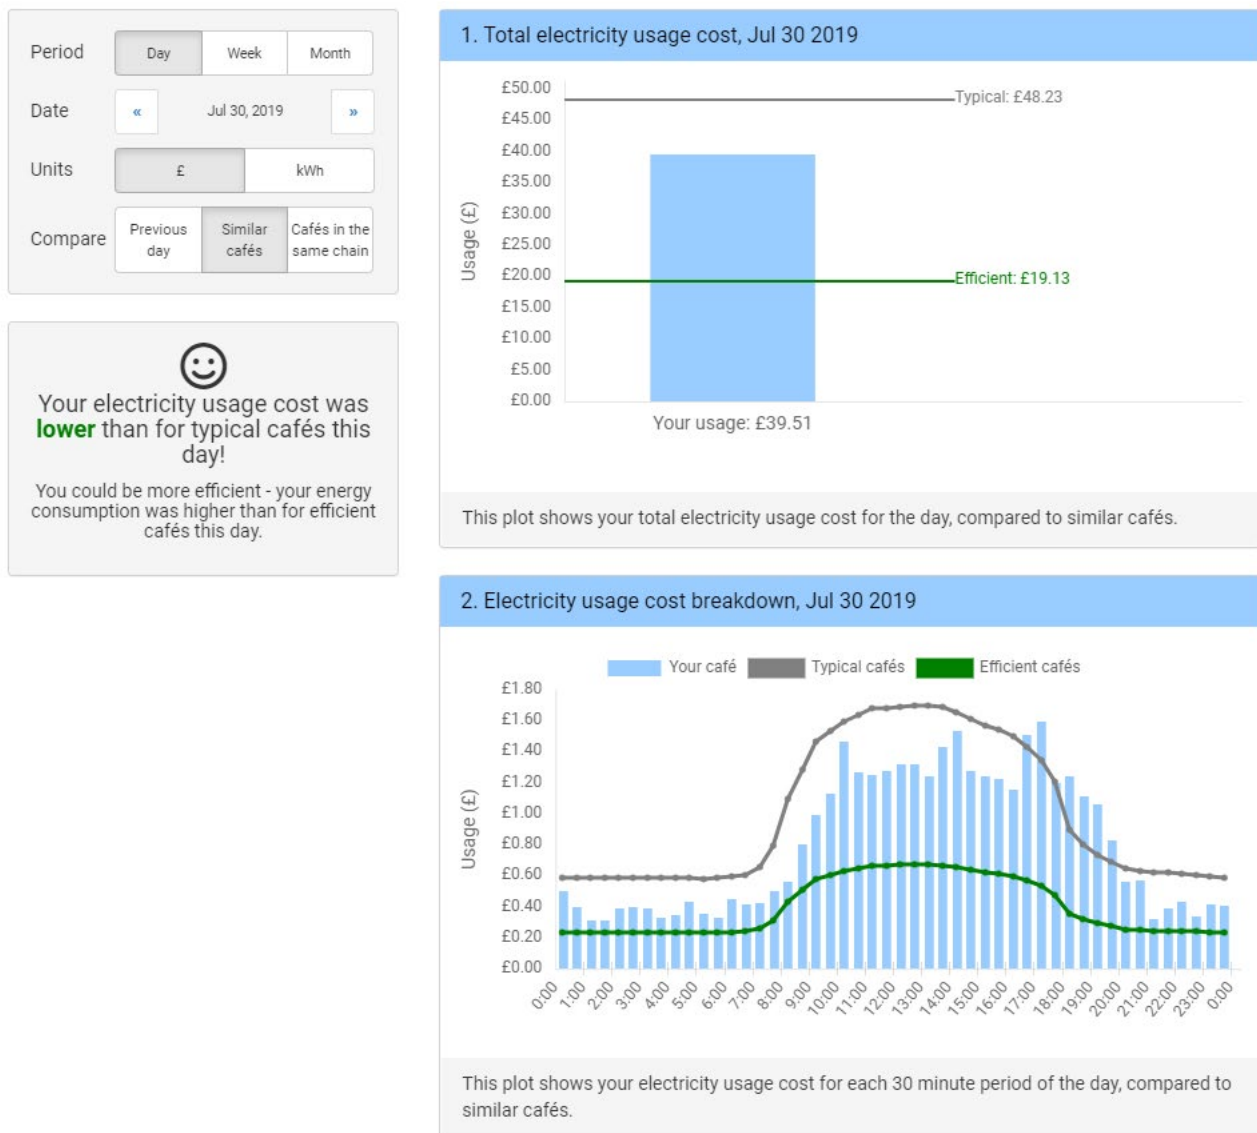 Period
Day
Week
Month
Date
«
Jul 30, 2019
»
Units
£
kWh
Compare
Previous
day
Similar
cafés
Cafés in the
same chain
Your electricity usage cost was
lower than for typical cafés this
day!
You could be more efficient - your energy
consumption was higher than for efficient
cafés this day.
1. Total electricity usage cost, Jul 30 2019
Usage (£)
£50.00
£45.00
£40.00
£35.00
£30.00
£25.00
£20.00
£15.00
£10.00
£5.00
£0.00
Typical: £48.23
Efficient: £19.13
Your usage: £39.51
This plot shows your total electricity usage cost for the day, compared to similar cafés.
2. Electricity usage cost breakdown, Jul 30 2019
Your café
Typical cafés
Efficient cafés
Usage (£)
£1.80
£1.60
£1.40
£1.20
£1.00
£0.80
£0.60
£0.40
£0.20
£0.00
0:00
1:00
2:00
3:00
4:00
5:00
6:00
7:00
8:00
9:00
10:00
11:00
12:00
13:00
14:00
15:00
16:00
17:00
18:00
19:00
20:00
21:00
22:00
23:00
0:00
This plot shows your electricity usage cost for each 30 minute period of the day, compared to
similar cafés.